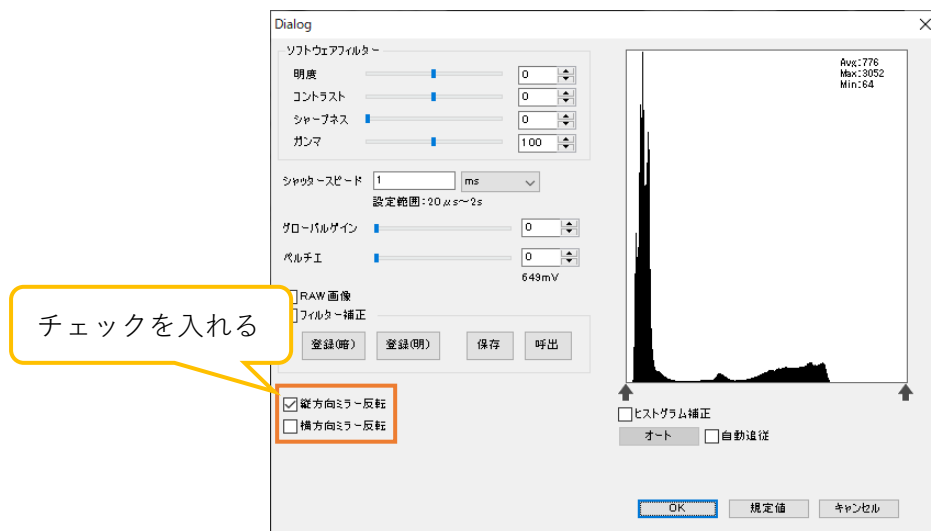 Dialog
ソフトウェアフィルター
明度
0
コントラスト
0
シャープネス
0
ガンマ
100
シャッタースピード
1
ms
設定範囲:20μs~2s
グローバルゲイン
0
ペルチェ
0
649mV
RAW画像
フィルター補正
登録(暗)
登録(明)
保存
呼出
チェックを入れる
縦方向ミラー反転
横方向ミラー反転
Avg:776
Max:3052
Min:64
ヒストグラム補正
オート
自動追従
OK
規定値
キャンセル